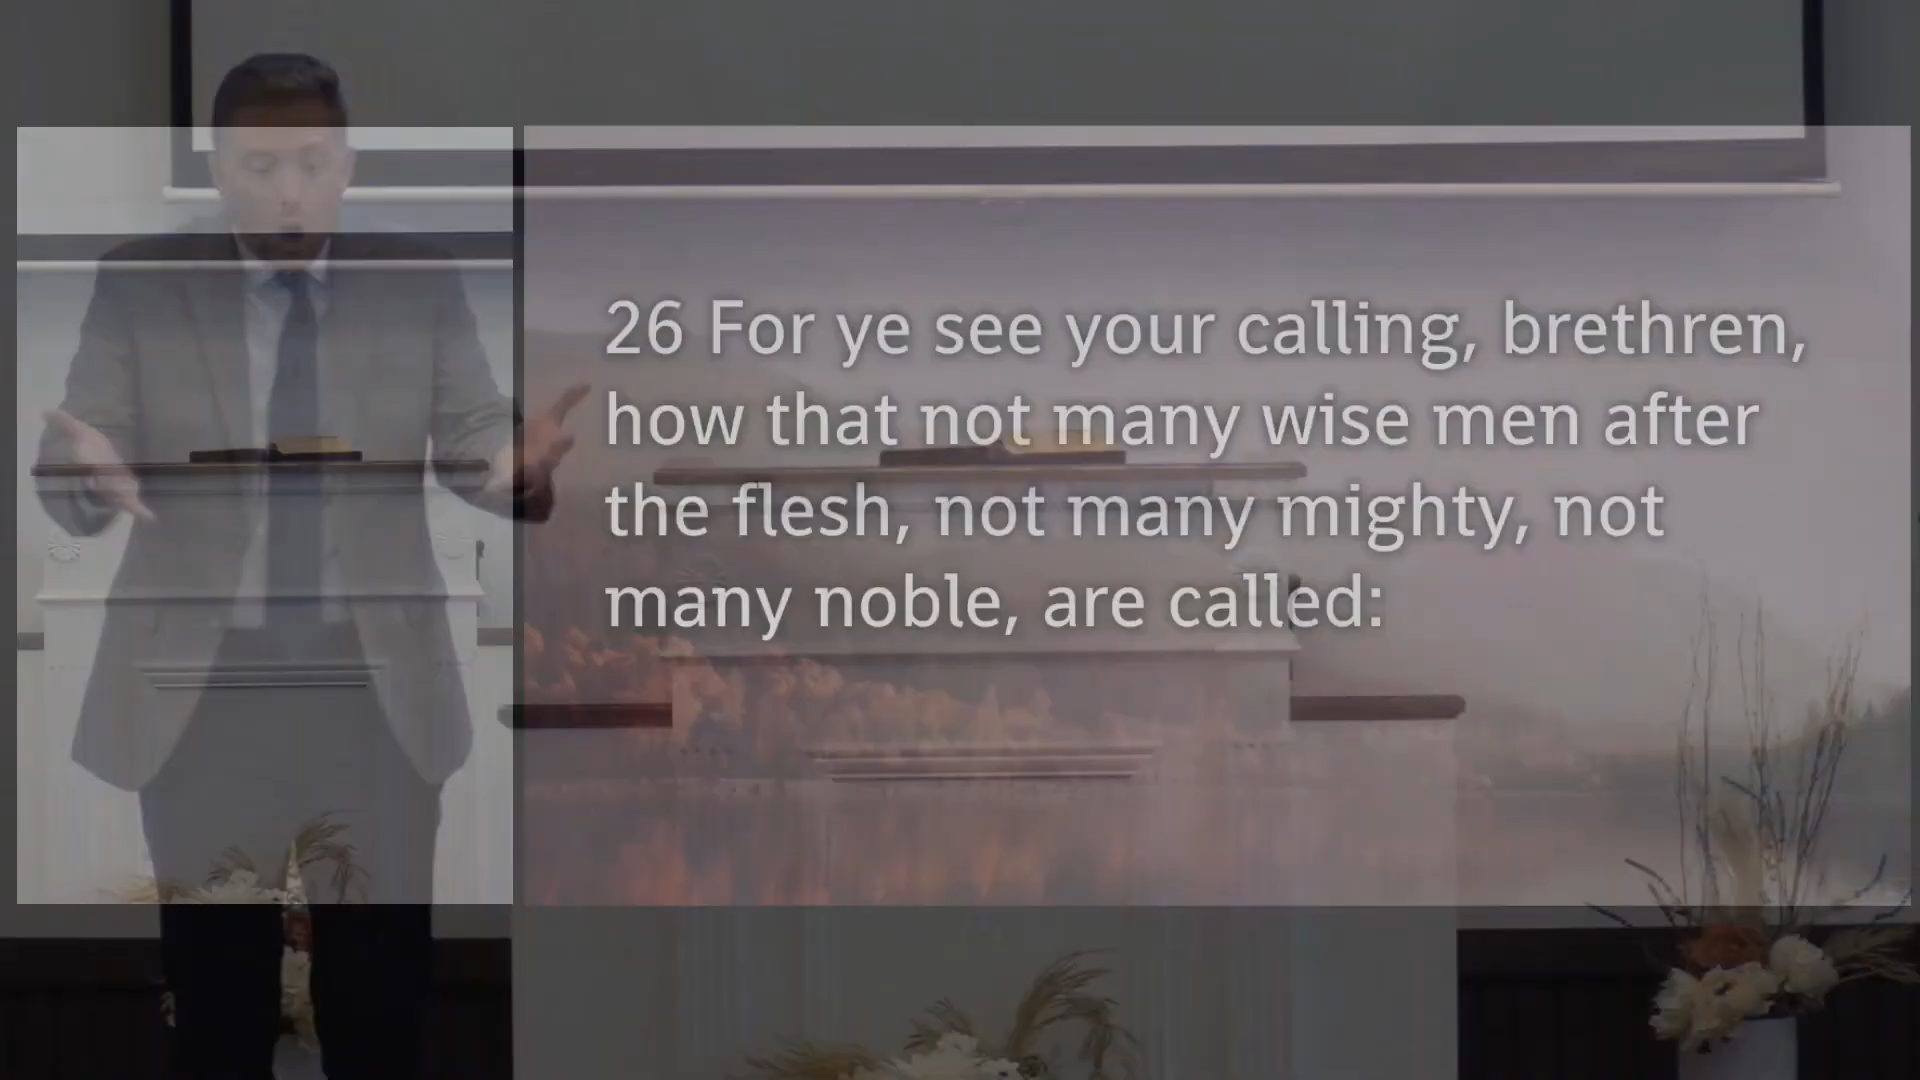 26 For ye see your calling, brethren,
how that not many wise men after
the flesh, not many mighty, not
many noble, are called: